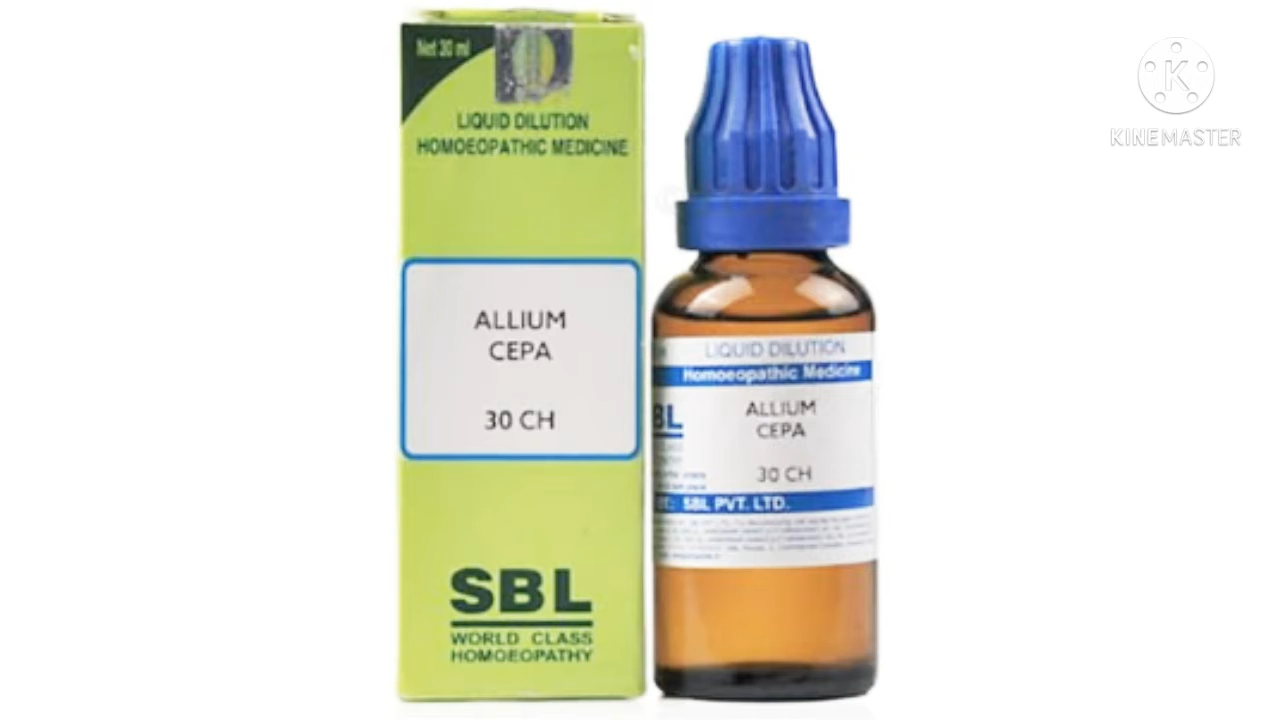 Net 30 ml
LIQUID DILUTION
HOMOEOPATHIC MEDICINE
ALLIUM
CEPA
30 CH
SBL
WORLD CLASS
HOMOEOPATHY
LIQUID DILUTION
Homoeopathic Medicine
BL
ALLIUM
CEPA
30 CH
SBL PVT. LTD.
K
KINEMASTER